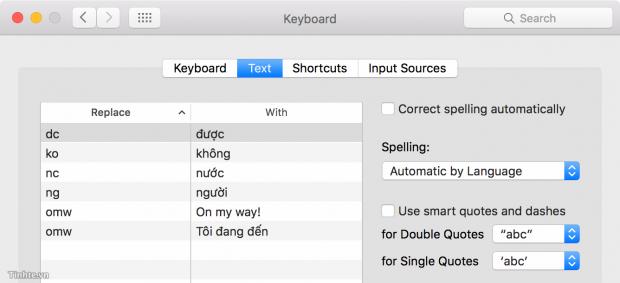 Keyboard
Search
Keyboard Text Shortcuts Input Sources
Replace With
dc được
ko không
nc nước
ng người
omw On my way!
omw Tôi đang đến
Correct spelling automatically
Spelling:
Automatic by Language
Use smart quotes and dashes
for Double Quotes “abc”
for Single Quotes ‘abc’
Tinhte.vn